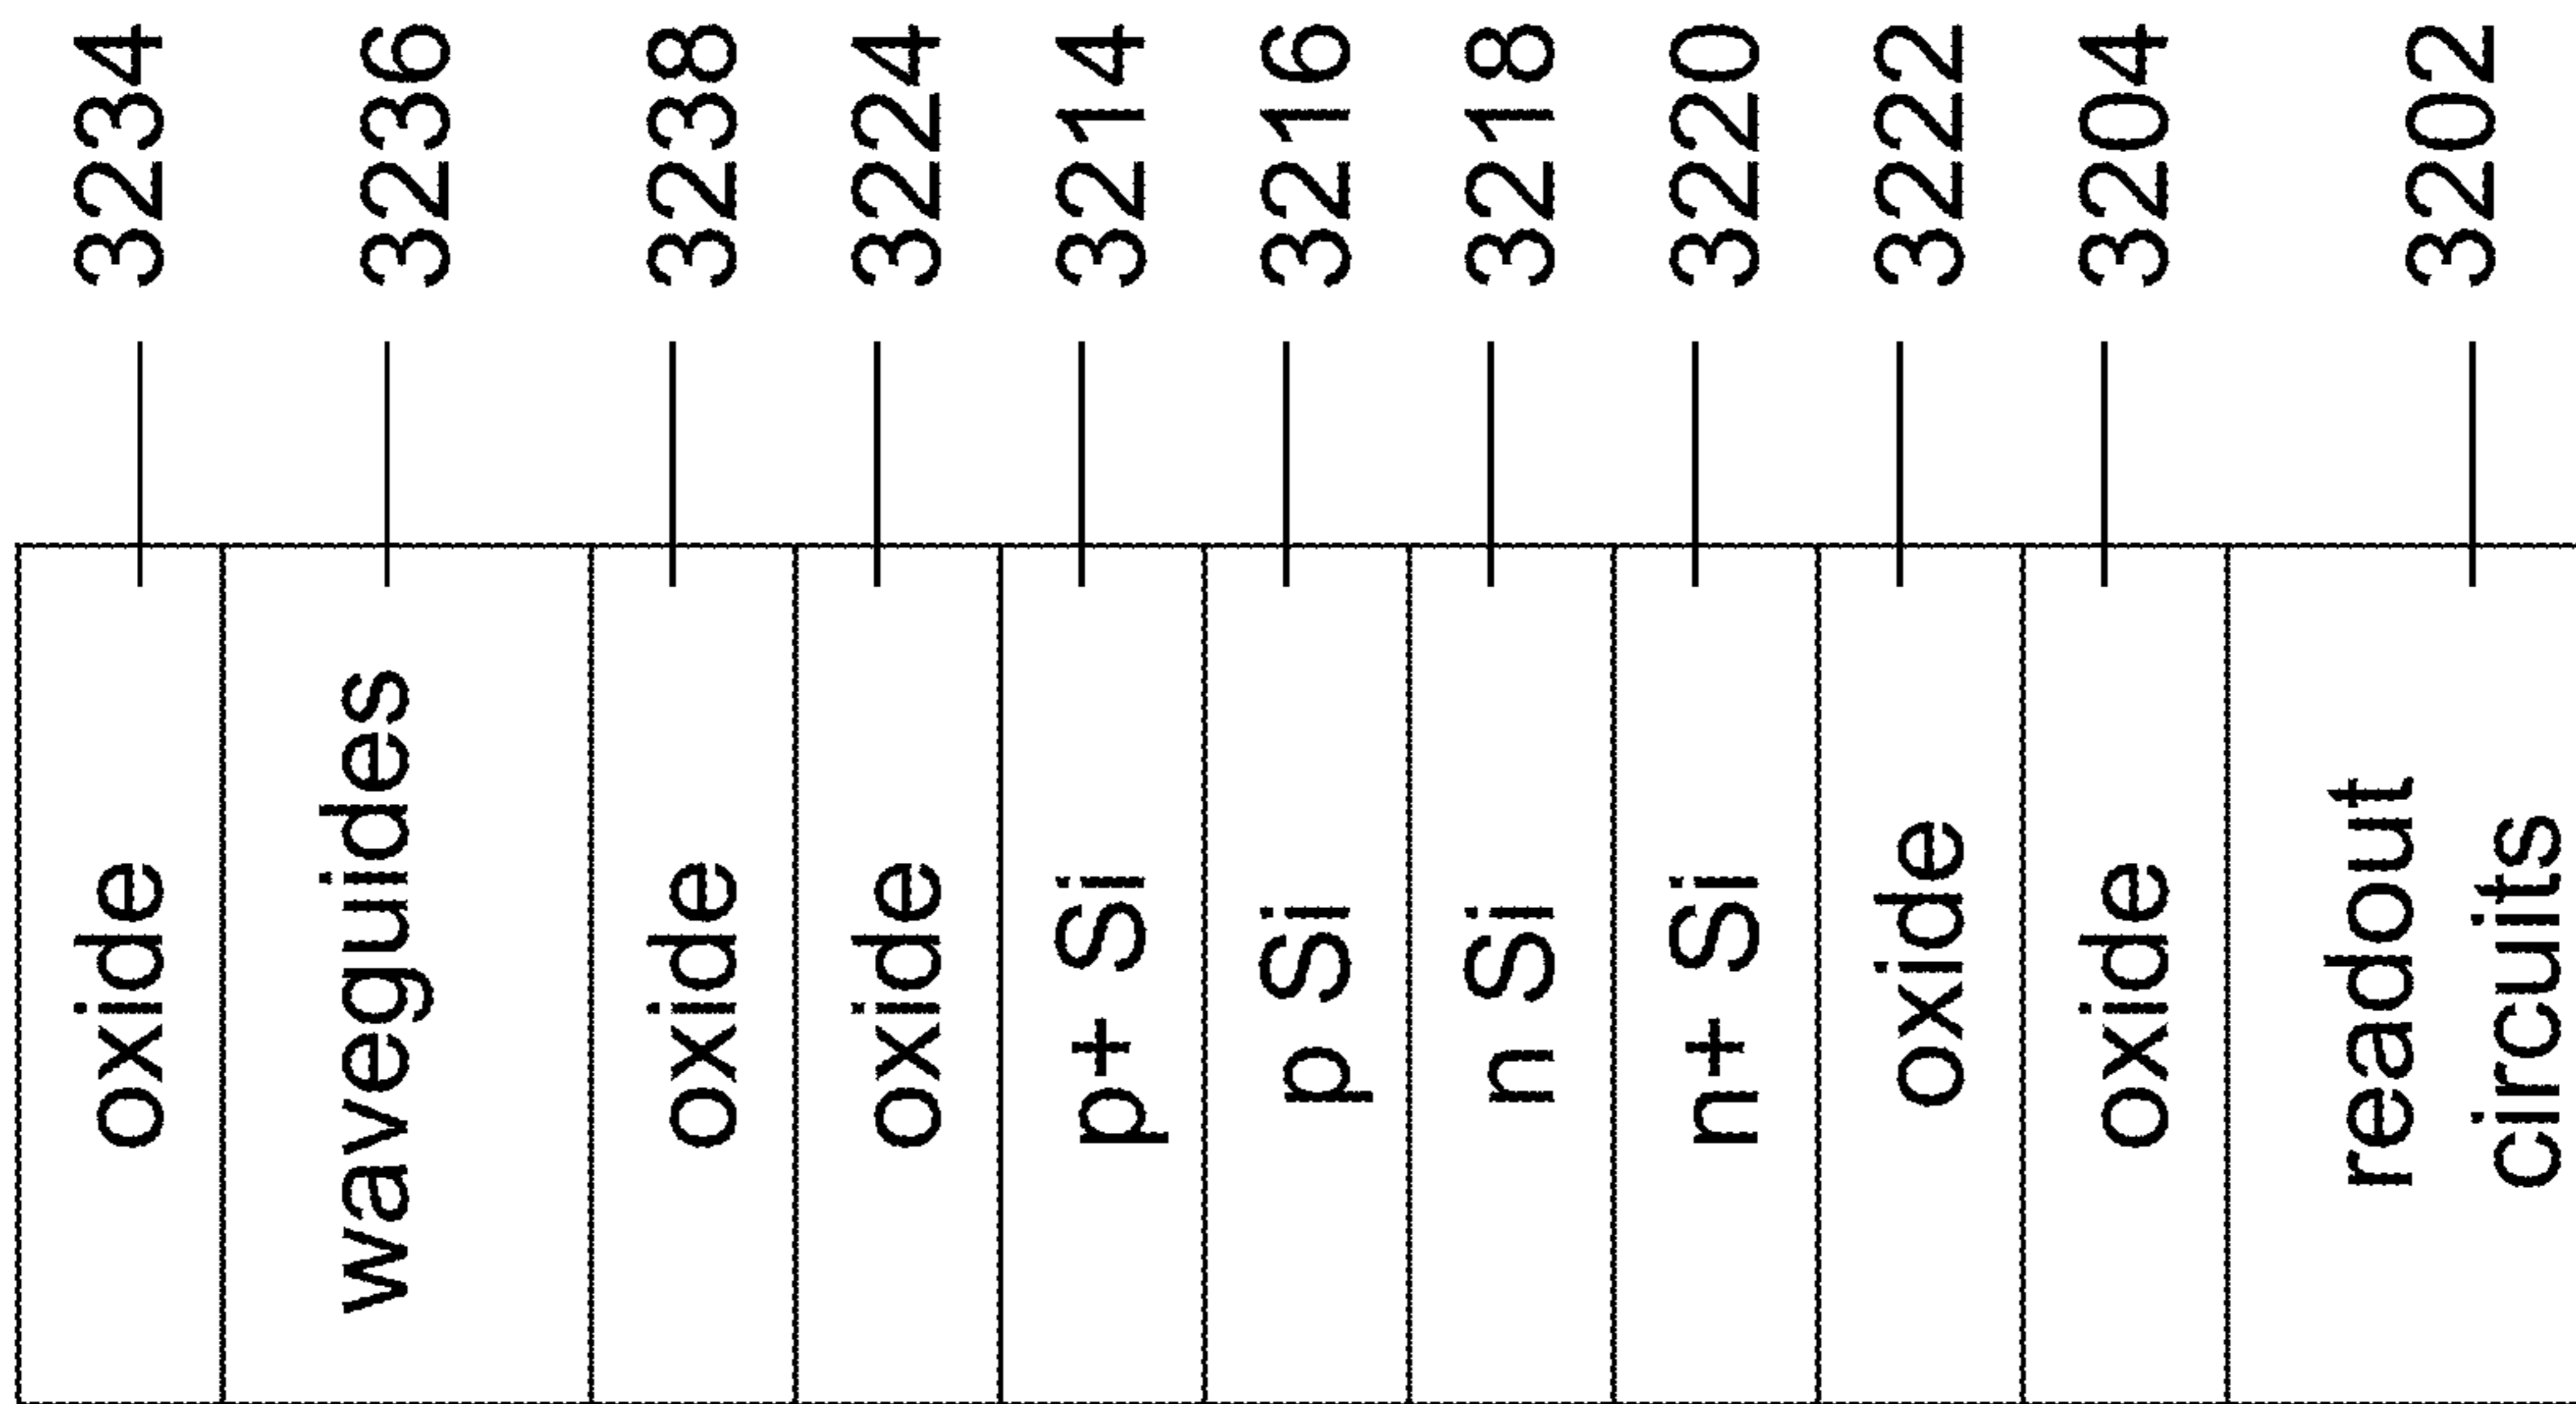 oxide 3234
waveguides 3236
oxide 3238
oxide 3224
p+ Si 3214
p Si 3216
n Si 3218
n+ Si 3220
oxide 3222
oxide 3204
readout 3202
circuits